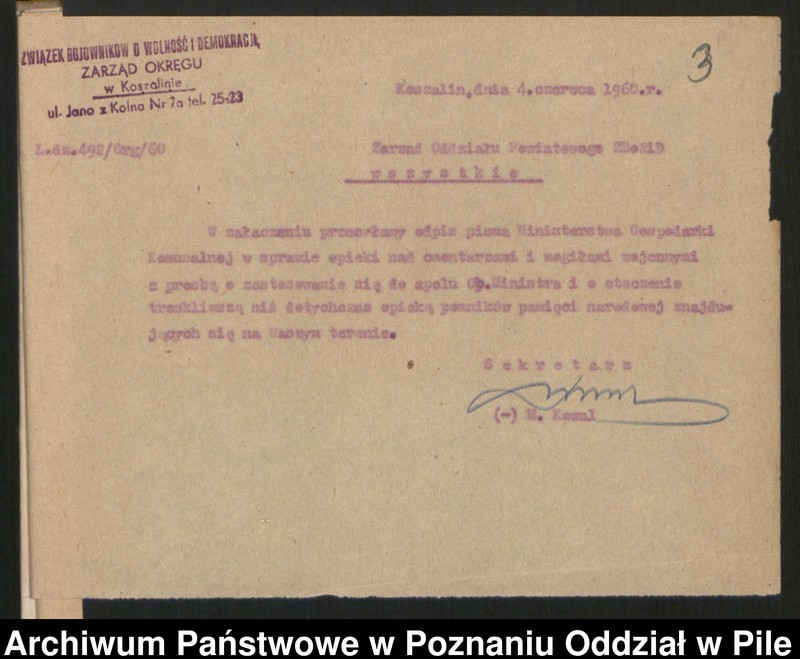 ZWIĄZEK BOJOWNIKÓW O WOLNOŚĆ I DEMOKRACJĘ
ZARZĄD OKRĘGU
w Koszalinie
ul. Jana z Kolna Nr 7a tel. 25-23
3
Koszalin,dnia 4.czerwca 1960.r.
L.dz.492/Org/60
Zarząd Oddziału Powiatowego ZBoWiD
w s z y s t k i e
W załączeniu przesyłamy odpis pisma Ministerstwa Gospodarki
Komunalnej w sprawie opieki nad cmentarzami i mogiłami wojennymi
z prośbą o zastosowanie się do apelu Ob.Ministra i o otoczenie
troskliwszą niż dotychczas opieką pomników pamięci narodowej znajdu-
jących się na Waszym terenie.
S e k r e t a r z
(-) M. Kowal
Archiwum Państwowe w Poznaniu Oddział w Pile